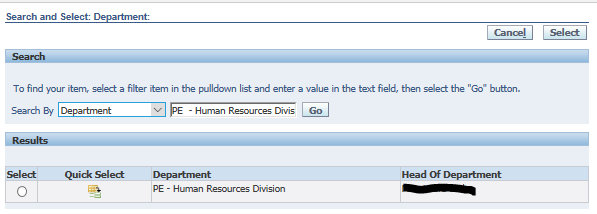 Search and Select: Department:
Cancel Select
Search
To find your item, select a filter item in the pulldown list and enter a value in the text field, then select the "Go" button.
Search By Department PE - Human Resources Divis Go
Results
Select Quick Select Department Head Of Department
PE - Human Resources Division